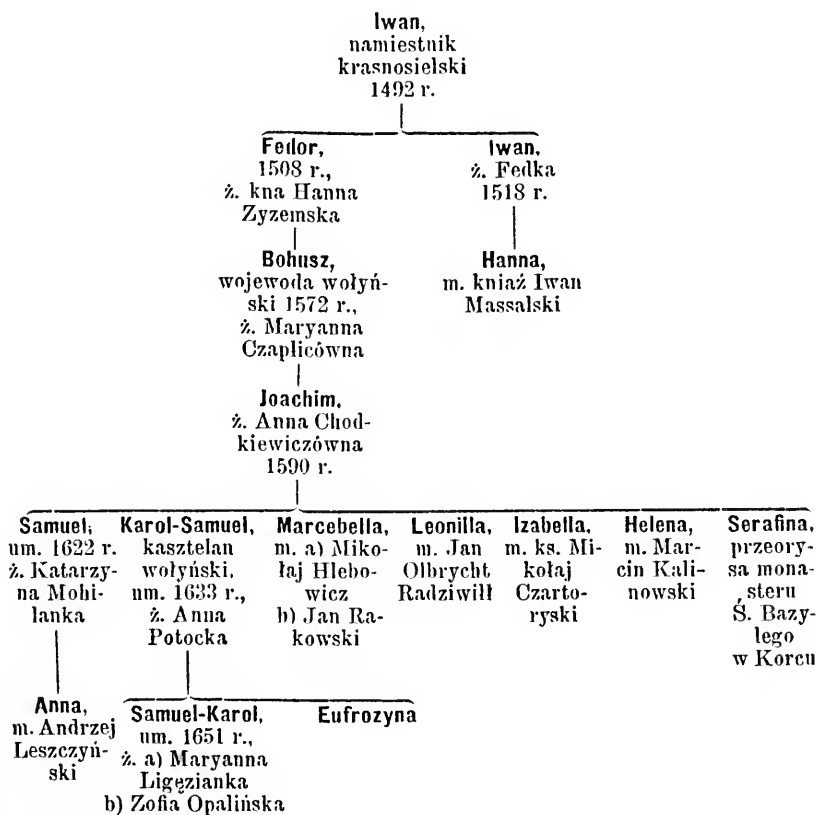 Iwan,
namiestnik
krasnosielski
1492 r.
Fedor,
1508 r.,
ż. kna Hanna
Zyzemska
Iwan,
ż. Fedka
1518 r.
Bohusz,
wojewoda wołyń-
ski 1572 r.,
ż. Maryanna
Czaplicówna
Hanna,
m. kniaź Iwan
Massalski
Joachim,
ż. Anna Chod-
kiewiczówna
1590 r.
Samuel,
um. 1622 r.
ż. Katarzy-
na Mohi-
lanka
Karol-Samuel,
kasztelan
wołyński,
um. 1633 r.,
ż. Anna
Potocka
Marcebella,
m. a) Miko-
łaj Hlebo-
wicz
b) Jan Ra-
kowski
Leonilla,
m. Jan
Olbrycht
Radziwiłł
Izabella,
m. ks. Mi-
kołaj
Czarto-
ryski
Helena,
m. Mar-
cin Kali-
nowski
Serafina,
przeory-
sa mona-
steru
Ś. Bazy-
lego
w Korcu
Anna,
m. Andrzej
Leszczyń-
ski
Samuel-Karol,
um. 1651 r.,
ż. a) Maryanna
Ligęzianka
b) Zofia Opalińska
Eufrozyna